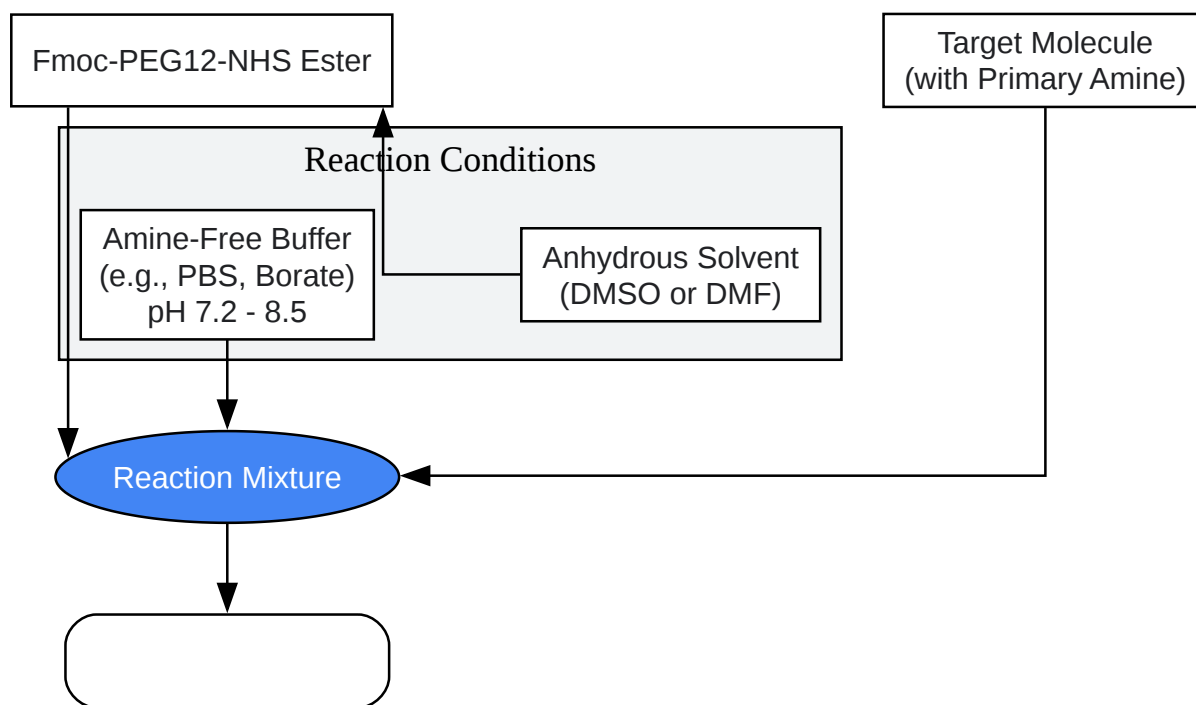 Fmoc-PEG12-NHS Ester
Target Molecule
(with Primary Amine)
Reaction Conditions
Amine-Free Buffer
(e.g., PBS, Borate)
pH 7.2 - 8.5
Anhydrous Solvent
(DMSO or DMF)
Reaction Mixture